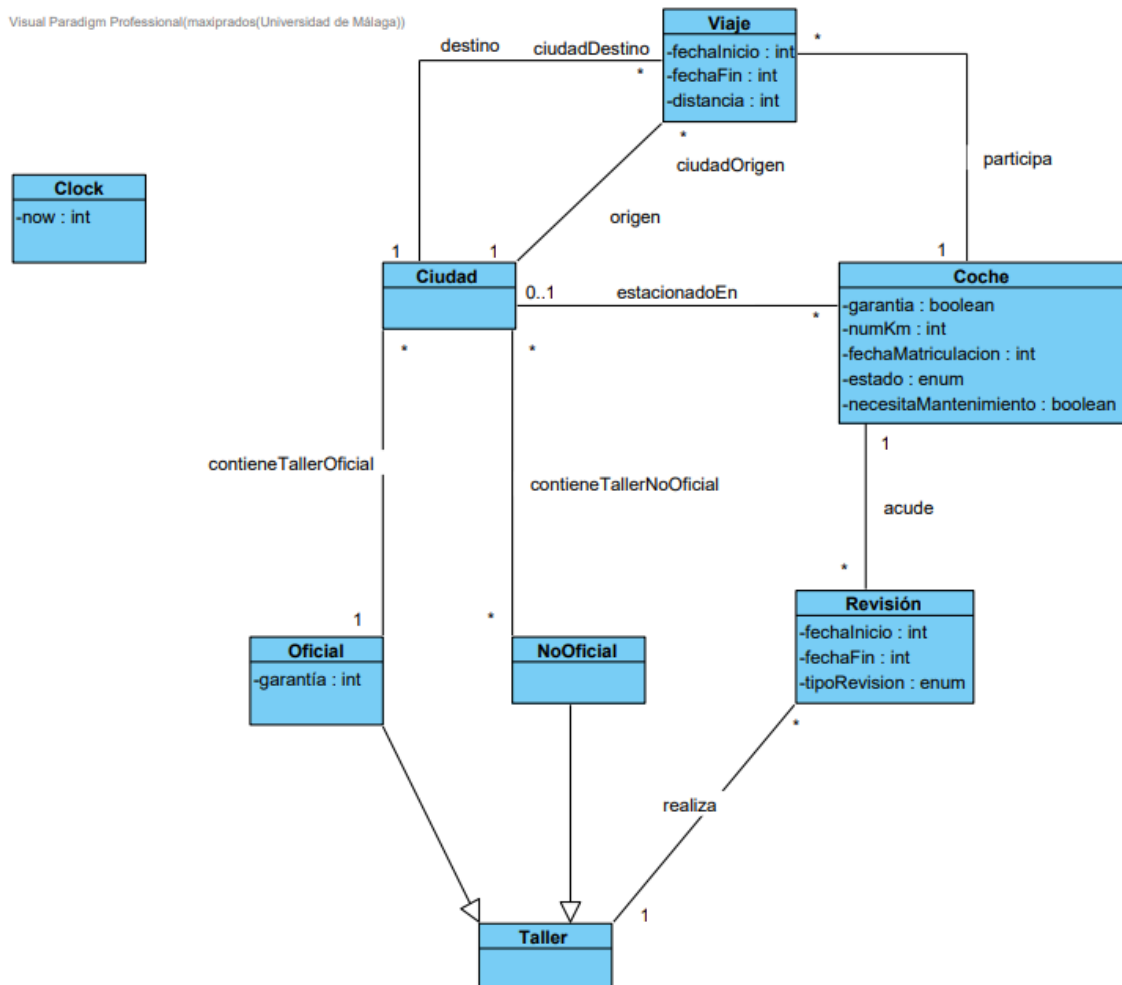 Visual Paradigm Professional(maxiprados(Universidad de Málaga))
Viaje
-fechaInicio : int
-fechaFin : int
-distancia : int
destino
ciudadDestino
*
*
*
ciudadOrigen
participa
Clock
-now : int
origen
1
1
1
Ciudad
0..1
estacionadoEn
*
Coche
-garantia : boolean
-numKm : int
-fechaMatriculacion : int
-estado : enum
-necesitaMantenimiento : boolean
*
*
1
contieneTallerOficial
contieneTallerNoOficial
acude
*
1
*
Revisión
-fechaInicio : int
-fechaFin : int
-tipoRevision : enum
Oficial
-garantía : int
NoOficial
*
realiza
1
Taller